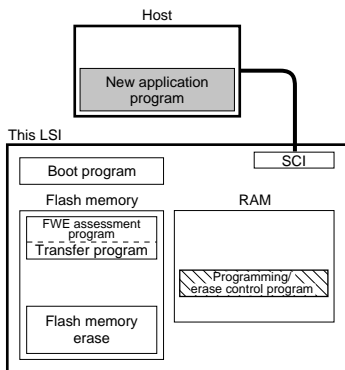 Host
New application
program
This LSI
SCI
Boot program
Flash memory
RAM
FWE assessment
program
Transfer program
Programming/
erase control program
Flash memory
erase